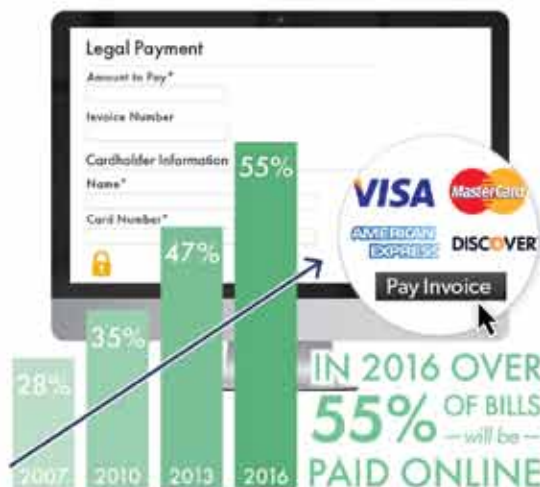 Legal Payment
Amount to Pay*
Invoice Number
Cardholder Information
Name*
Card Number*
28%
35%
47%
55%
2007
2010
2013
2016
VISA
MasterCard
AMERICAN
EXPRESS
DISCOVER
Pay Invoice
IN 2016 OVER
55% OF BILLS
– will be –
PAID ONLINE